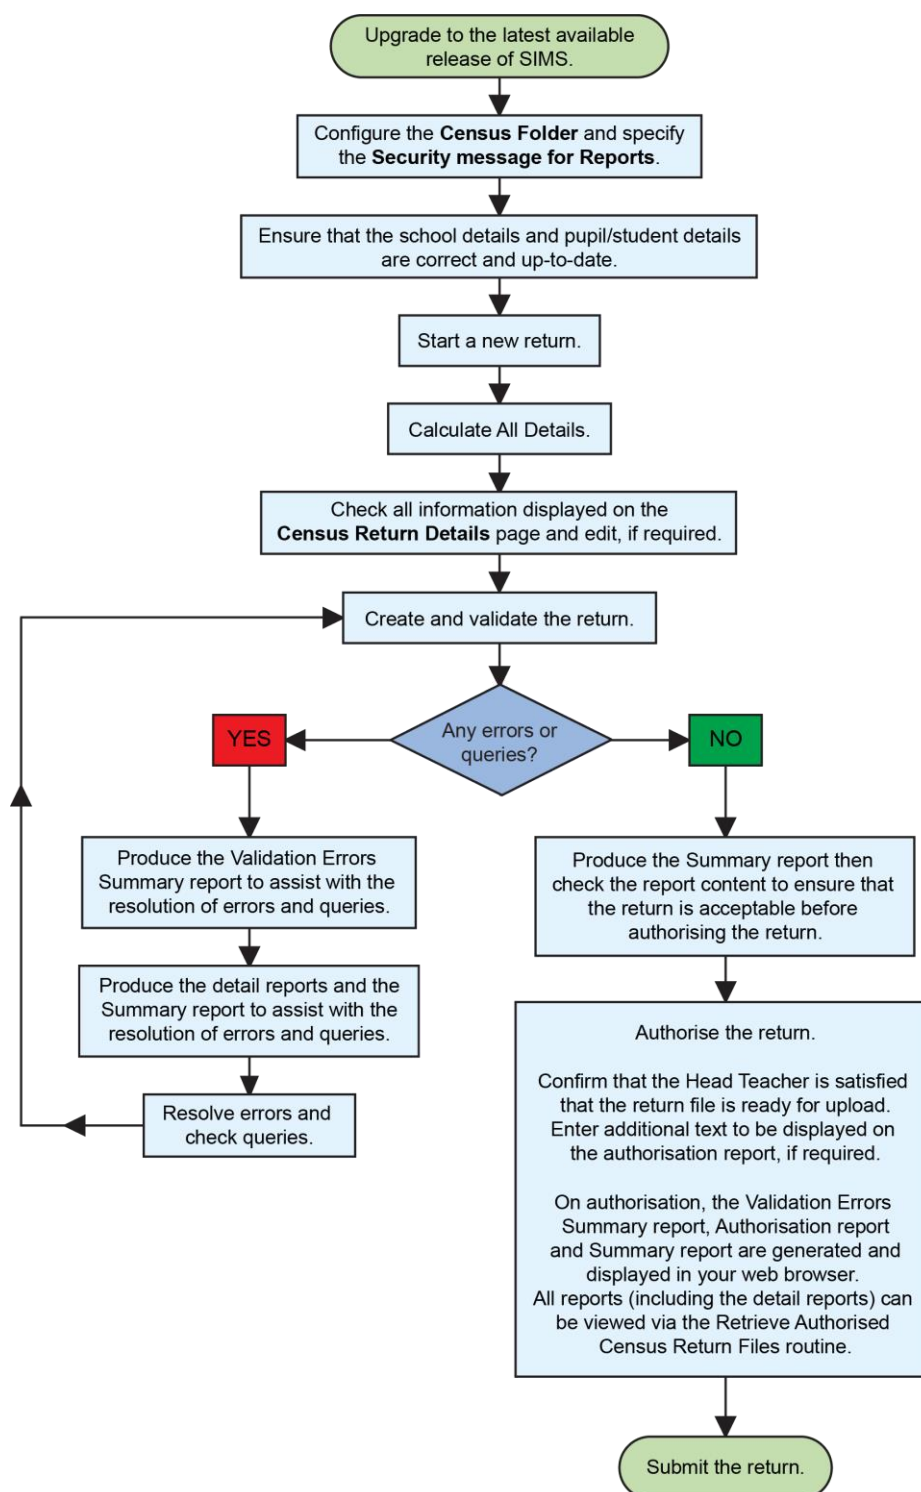 Upgrade to the latest available
release of SIMS.
Configure the Census Folder and specify
the Security message for Reports.
Ensure that the school details and pupil/student details
are correct and up-to-date.
Start a new return.
Calculate All Details.
Check all information displayed on the
Census Return Details page and edit, if required.
Create and validate the return.
Any errors or
queries?
YES
NO
Produce the Validation Errors
Summary report to assist with the
resolution of errors and queries.
Produce the detail reports and the
Summary report to assist with the
resolution of errors and queries.
Resolve errors and
check queries.
Produce the Summary report then
check the report content to ensure that
the return is acceptable before
authorising the return.
Authorise the return.
Confirm that the Head Teacher is satisfied
that the return file is ready for upload.
Enter additional text to be displayed on
the authorisation report, if required.
On authorisation, the Validation Errors
Summary report, Authorisation report
and Summary report are generated and
displayed in your web browser.
All reports (including the detail reports) can
be viewed via the Retrieve Authorised
Census Return Files routine.
Submit the return.